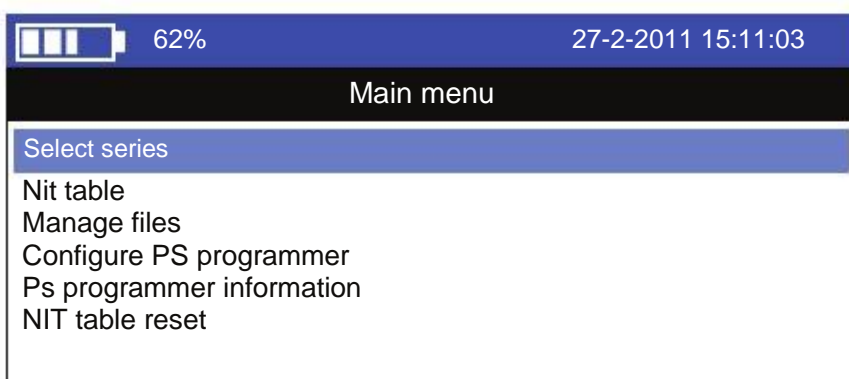 62% 27-2-2011 15:11:03
Main menu
Select series
Nit table
Manage files
Configure PS programmer
Ps programmer information
NIT table reset